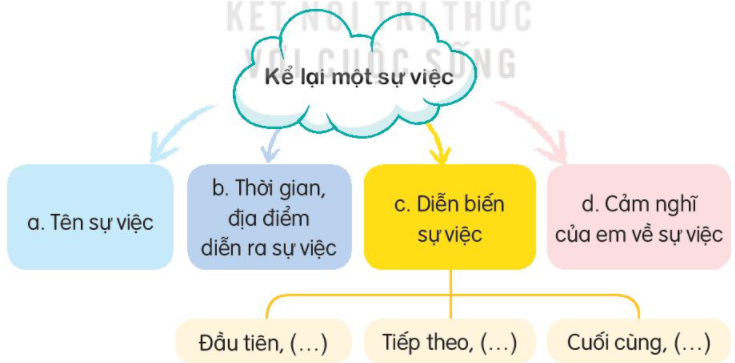 KẾT NỐI TRI THỨC
VỚI CUỘC SỐNG
Kể lại một sự việc
a. Tên sự việc
b. Thời gian,
địa điểm
diễn ra sự việc
c. Diễn biến
sự việc
d. Cảm nghĩ
của em về sự việc
Đầu tiên, (...)
Tiếp theo, (...)
Cuối cùng, (...)